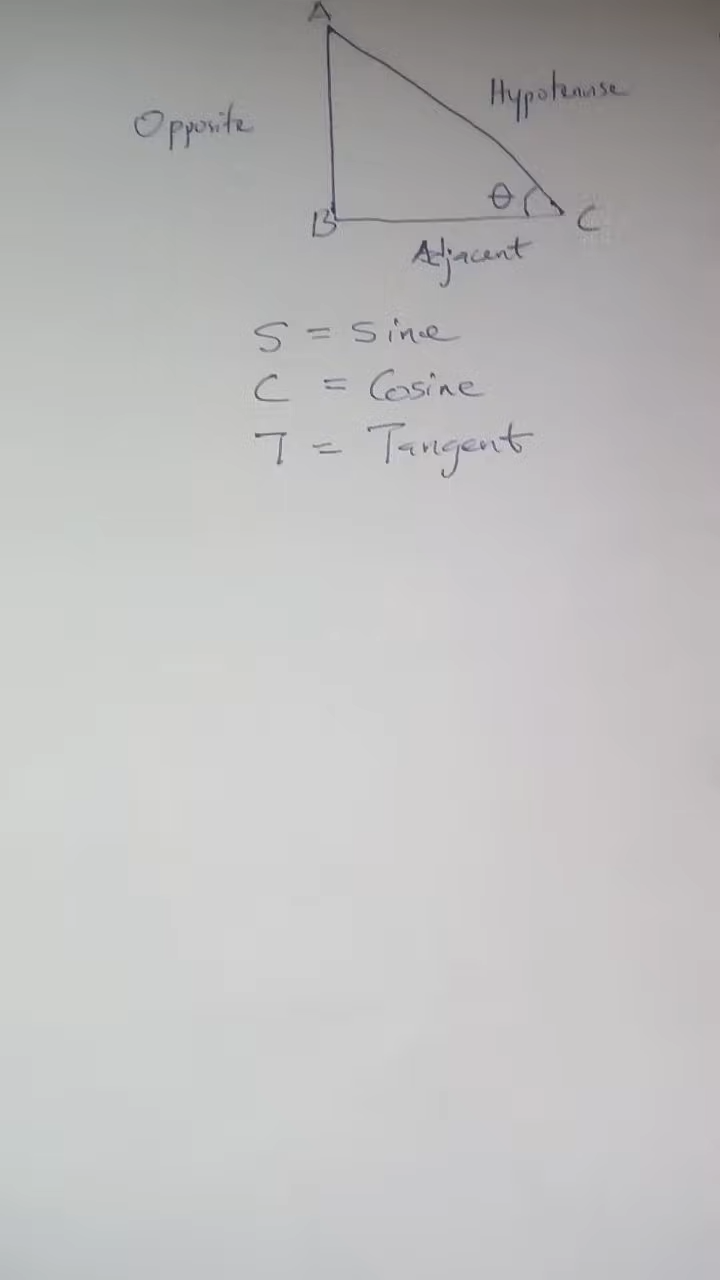 A
Hypotenuse
Opposite
θ
B
C
Adjacent
S = Sine
C = Cosine
T = Tangent